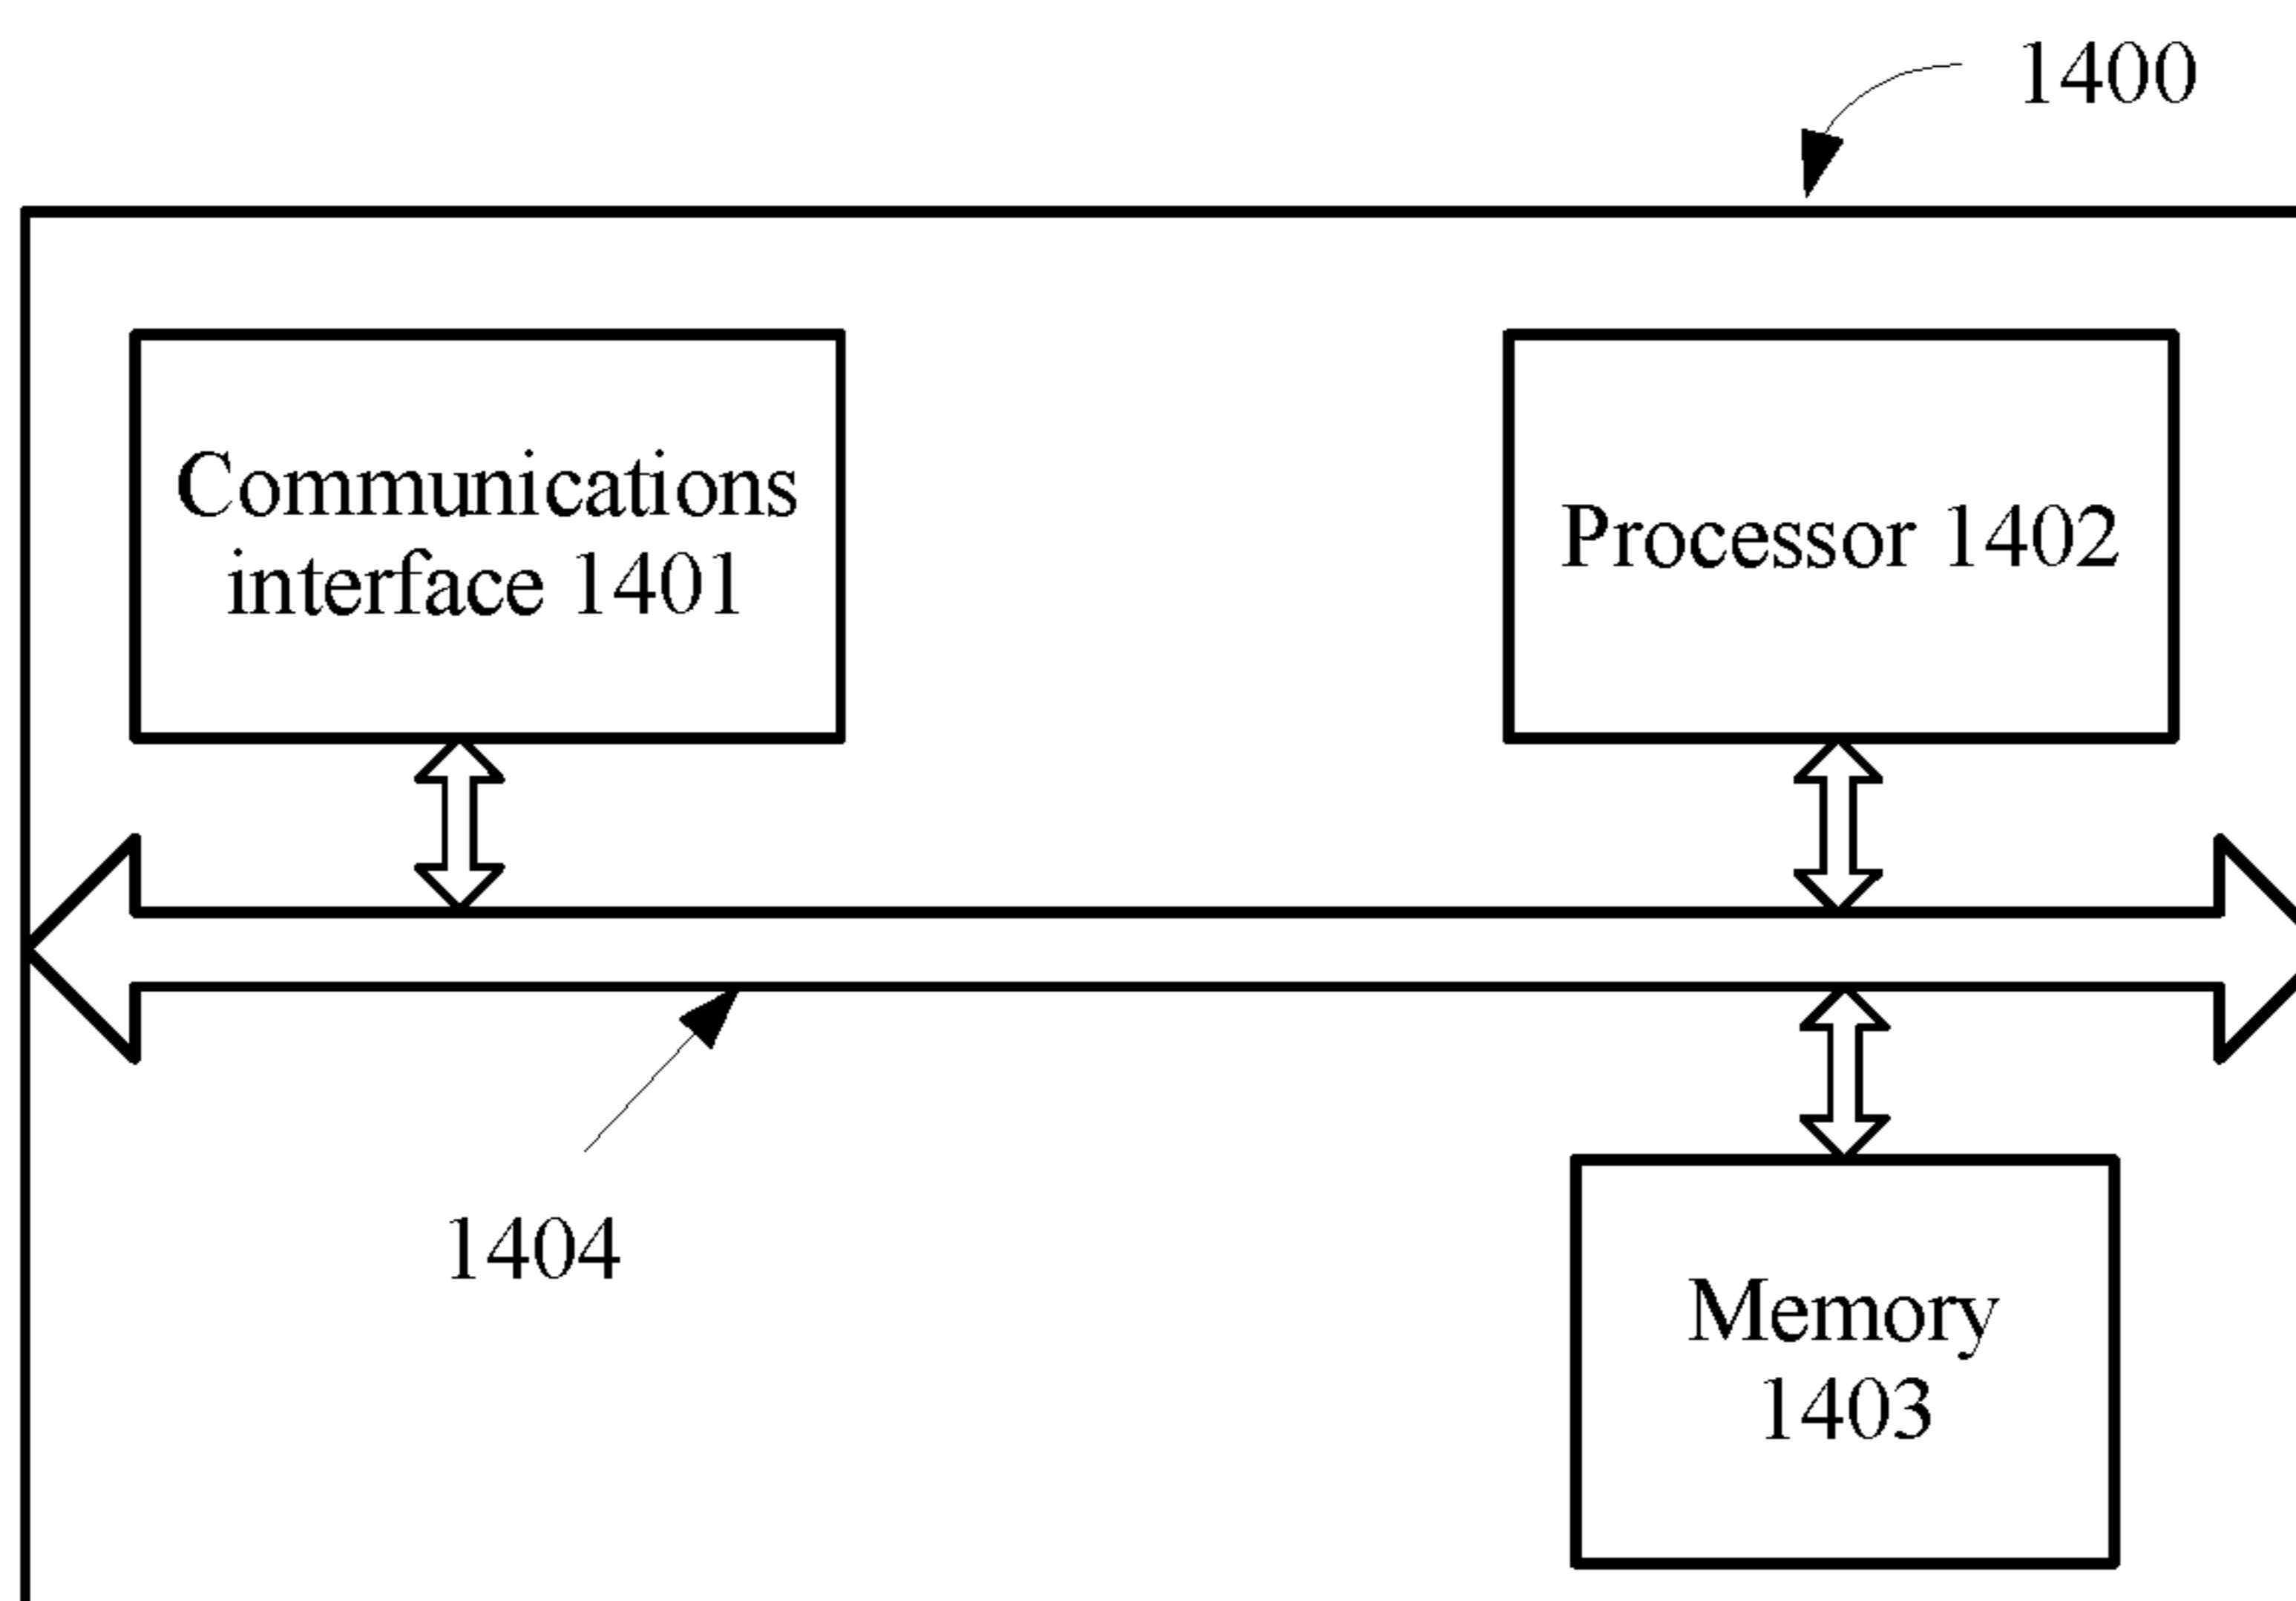 1400
Communications
interface 1401
Processor 1402
1404
Memory
1403